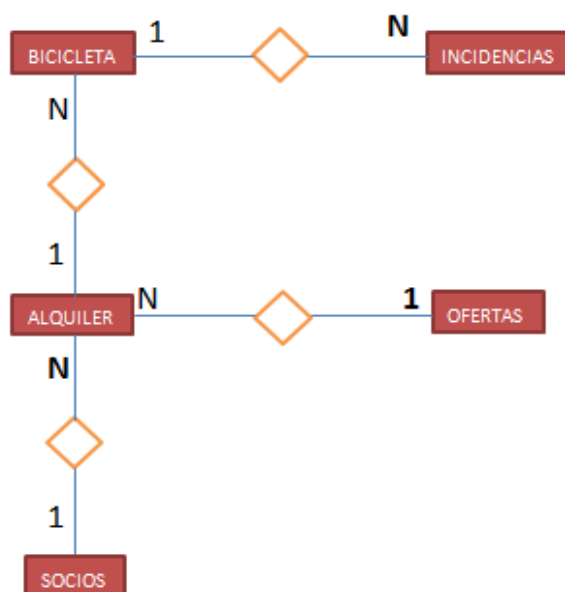 1
N
BICICLETA
INCIDENCIAS
N
1
N
1
ALQUILER
OFERTAS
N
1
SOCIOS